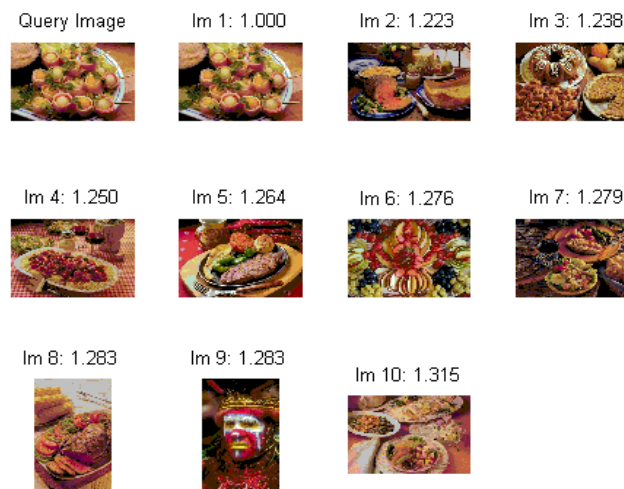 Query Image
Im 1: 1.000
Im 2: 1.223
Im 3: 1.238
Im 4: 1.250
Im 5: 1.264
Im 6: 1.276
Im 7: 1.279
Im 8: 1.283
Im 9: 1.283
Im 10: 1.315